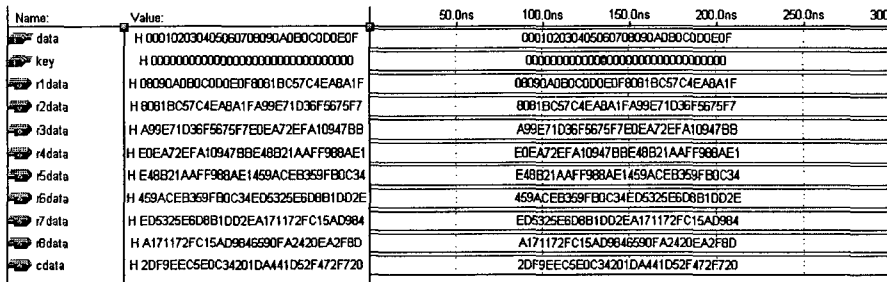 Name: Value: 50.0ns 100.0ns 150.0ns 200.0ns 250.0ns 300
data H 000102030405060708090A0B0C0D0E0F 000102030405060708090A0B0C0D0E0F
key H 00000000000000000000000000000000 00000000000000000000000000000000
r1data H 08090A0B0C0D0E0F8081BC57C4EA8A1F 08090A0B0C0D0E0F8081BC57C4EA8A1F
r2data H 8081BC57C4EA8A1FA99E71D36F5675F7 8081BC57C4EA8A1FA99E71D36F5675F7
r3data H A99E71D36F5675F7E0EA72EFA10947BB A99E71D36F5675F7E0EA72EFA10947BB
r4data H E0EA72EFA10947BBE48B21AAFF988AE1 E0EA72EFA10947BBE48B21AAFF988AE1
r5data H E48B21AAFF988AE1459ACEB359FB0C34 E48B21AAFF988AE1459ACEB359FB0C34
r6data H 459ACEB359FB0C34ED5325E6D8B1DD2E 459ACEB359FB0C34ED5325E6D8B1DD2E
r7data H ED5325E6D8B1DD2EA171172FC15AD984 ED5325E6D8B1DD2EA171172FC15AD984
r8data H A171172FC15AD9846590FA2420EA2F8D A171172FC15AD9846590FA2420EA2F8D
cdata H 2DF9EEC5E0C34201DA441D52F472F720 2DF9EEC5E0C34201DA441D52F472F720